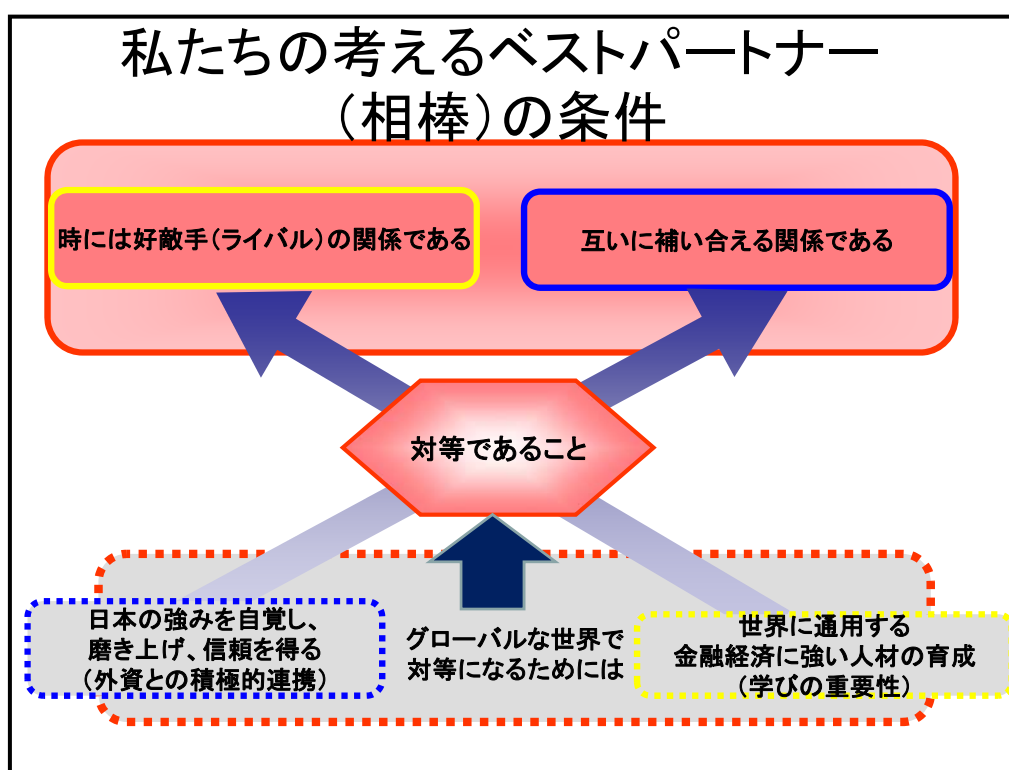 私たちの考えるベストパートナー
（相棒）の条件
時には好敵手（ライバル）の関係である
互いに補い合える関係である
対等であること
日本の強みを自覚し、
磨き上げ、信頼を得る
（外資との積極的連携）
グローバルな世界で
対等になるためには
世界に通用する
金融経済に強い人材の育成
（学びの重要性）